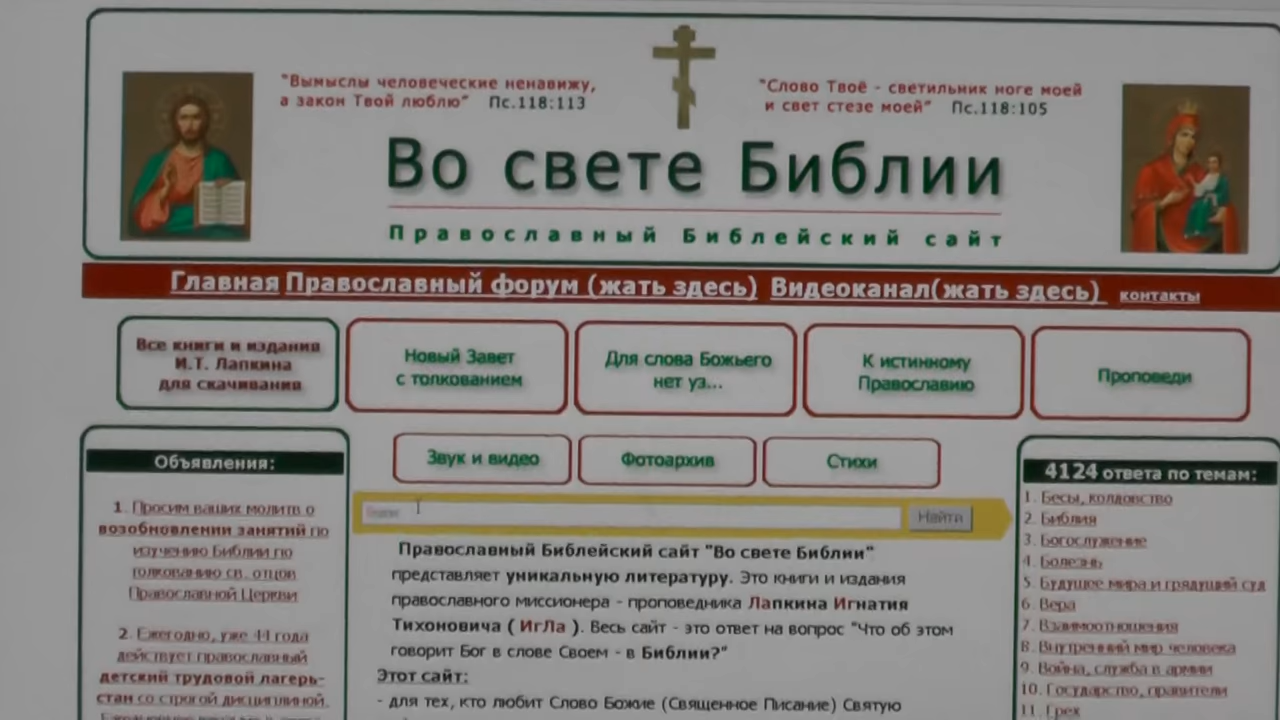 "Вымыслы человеческие ненавижу,
а закон Твой люблю" Пс.118:113
"Слово Твоё - светильник ноге моей
и свет стезе моей" Пс.118:105
Во свете Библии
Православный Библейский сайт
Главная Православный форум (жать здесь) Видеоканал(жать здесь) контакты
Все книги и издания
И.Т. Лапкина
для скачивания
Новый Завет
с толкованием
Для слова Божьего
нет уз...
К истинному
Православию
Проповеди
Звук и видео
Фотоархив
Стихи
Найти
Объявления:
1. Просим ваших молитв о
возобновлении занятий по
изучению Библии по
толкованию св. отцов
Православной Церкви
2. Ежегодно, уже 44 года
действует православный
детский трудовой лагерь-
стан со строгой дисциплиной.
Православный Библейский сайт "Во свете Библии"
представляет уникальную литературу. Это книги и издания
православного миссионера - проповедника Лапкина Игнатия
Тихоновича ( ИгЛа ). Весь сайт - это ответ на вопрос "Что об этом
говорит Бог в слове Своем - в Библии?"
Этот сайт:
- для тех, кто любит Слово Божие (Священное Писание) Святую
4124 ответа по темам:
1. Бесы, колдовство
2. Библия
3. Богослужение
4. Болезнь
5. Будущее мира и грядущий суд
6. Вера
7. Взаимоотношения
8. Внутренний мир человека
9. Война, служба в армии
10. Государство, правители
11. Грех